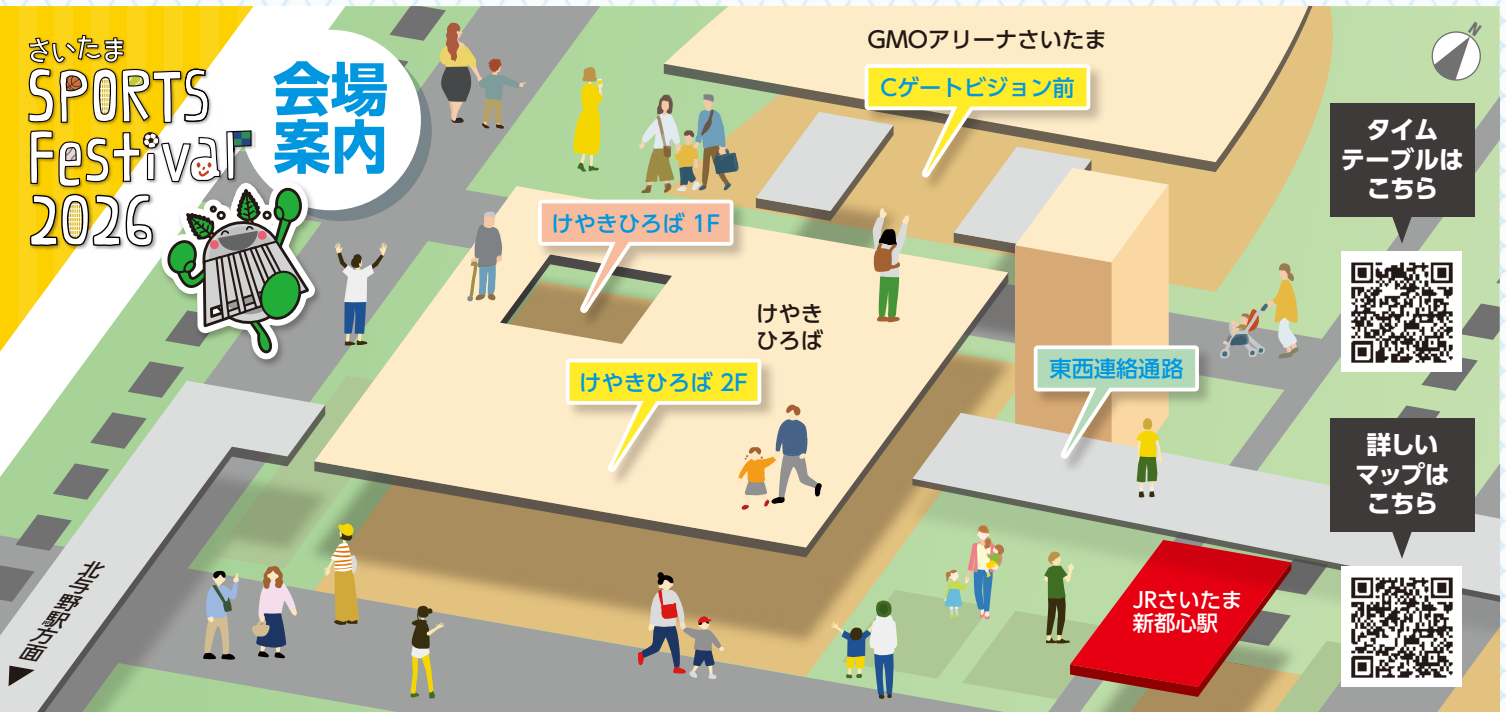 さいたま
SPORTS
Festival
2026
会場
案内
GMOアリーナさいたま
Cゲートビジョン前
N
タイム
テーブルは
こちら
けやきひろば 1F
けやき
ひろば
けやきひろば 2F
東西連絡通路
詳しい
マップは
こちら
北与野駅方面
JRさいたま
新都心駅